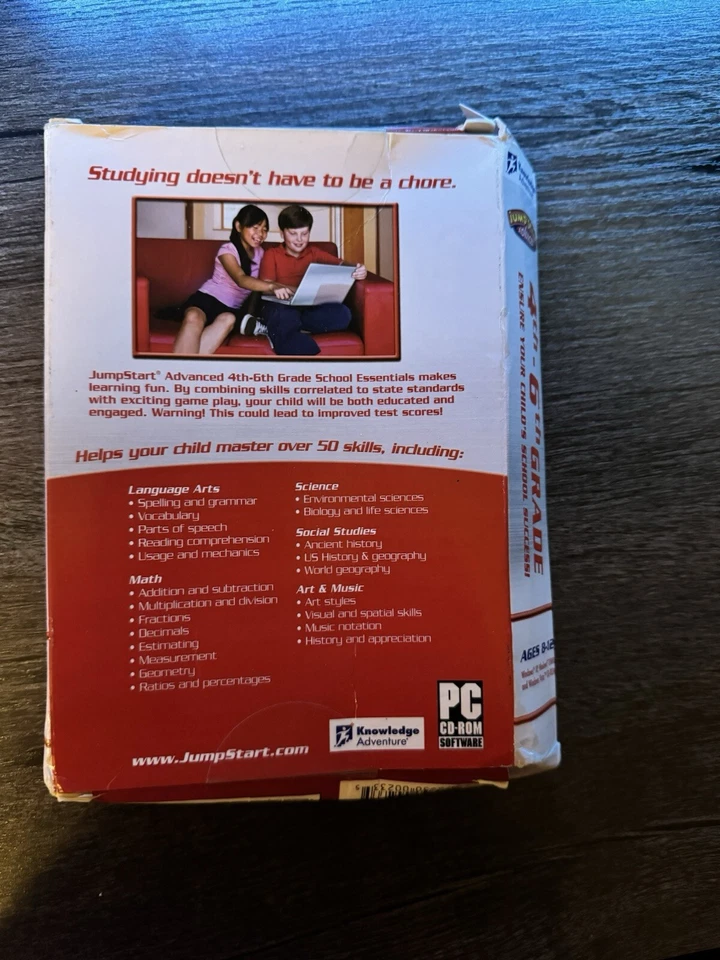 Studying doesn't have to be a chore.
JumpStart® Advanced 4th-6th Grade School Essentials makes
learning fun. By combining skills correlated to state standards
with exciting game play, your child will be both educated and
engaged. Warning! This could lead to improved test scores!
Helps your child master over 50 skills, including:
Language Arts
• Spelling and grammar
• Vocabulary
• Parts of speech
• Reading comprehension
• Usage and mechanics
Math
• Addition and subtraction
• Multiplication and division
• Fractions
• Decimals
• Estimating
• Measurement
• Geometry
• Ratios and percentages
Science
• Environmental sciences
• Biology and life sciences
Social Studies
• Ancient history
• US History & geography
• World geography
Art & Music
• Art styles
• Visual and spatial skills
• Music notation
• History and appreciation
www.JumpStart.com
Knowledge
Adventure®
PC
CD-ROM
SOFTWARE
Knowledge
Adventure
4th-6th GRADE
ENSURE YOUR CHILD'S SCHOOL SUCCESS!
AGES 8-12